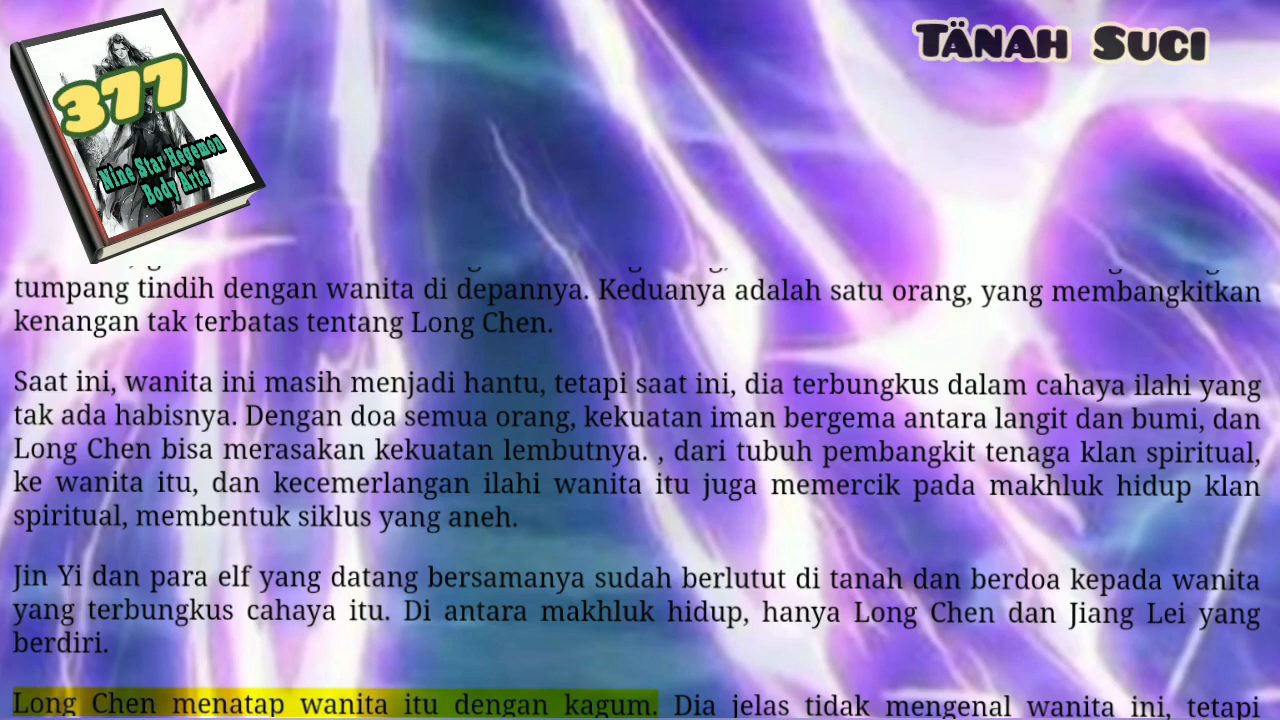 TÄNAH SUCI
377
Nine Star Hegemon
Body Arts
tumpang tindih dengan wanita di depannya. Keduanya adalah satu orang, yang membangkitkan
kenangan tak terbatas tentang Long Chen.
Saat ini, wanita ini masih menjadi hantu, tetapi saat ini, dia terbungkus dalam cahaya ilahi yang
tak ada habisnya. Dengan doa semua orang, kekuatan iman bergema antara langit dan bumi, dan
Long Chen bisa merasakan kekuatan lembutnya. , dari tubuh pembangkit tenaga klan spiritual,
ke wanita itu, dan kecemerlangan ilahi wanita itu juga memercik pada makhluk hidup klan
spiritual, membentuk siklus yang aneh.
Jin Yi dan para elf yang datang bersamanya sudah berlutut di tanah dan berdoa kepada wanita
yang terbungkus cahaya itu. Di antara makhluk hidup, hanya Long Chen dan Jiang Lei yang
berdiri.
Long Chen menatap wanita itu dengan kagum. Dia jelas tidak mengenal wanita ini, tetapi